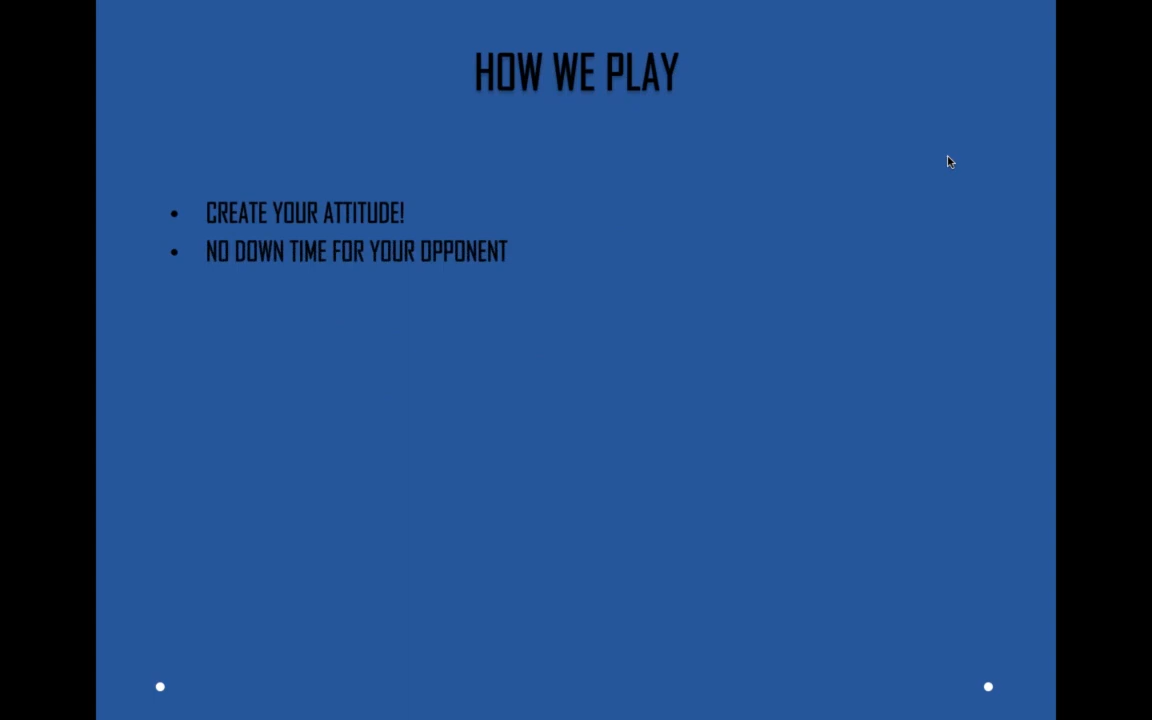 HOW WE PLAY
• CREATE YOUR ATTITUDE!
• NO DOWN TIME FOR YOUR OPPONENT